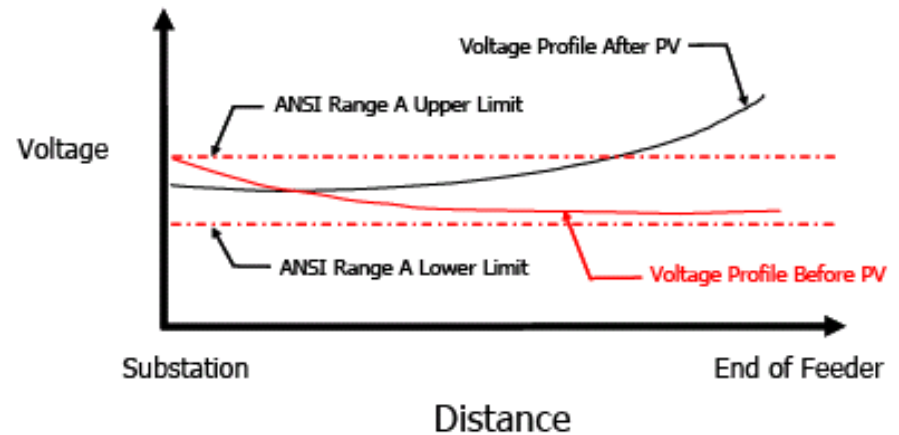 Voltage Profile After PV
ANSI Range A Upper Limit
Voltage
ANSI Range A Lower Limit
Voltage Profile Before PV
Substation
End of Feeder
Distance